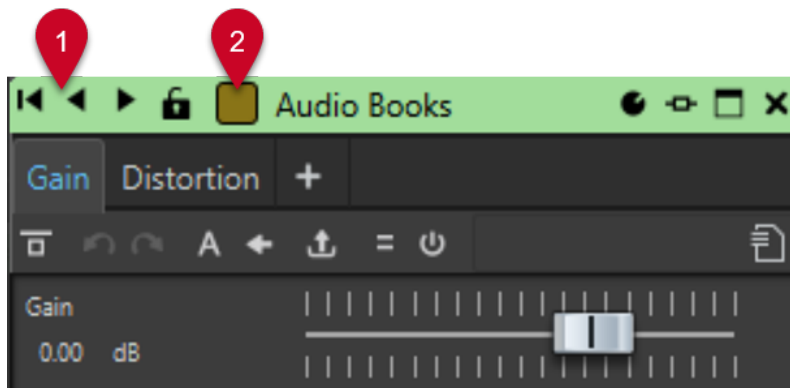 1 2
Audio Books
Gain Distortion +
A =
Gain
0.00 dB